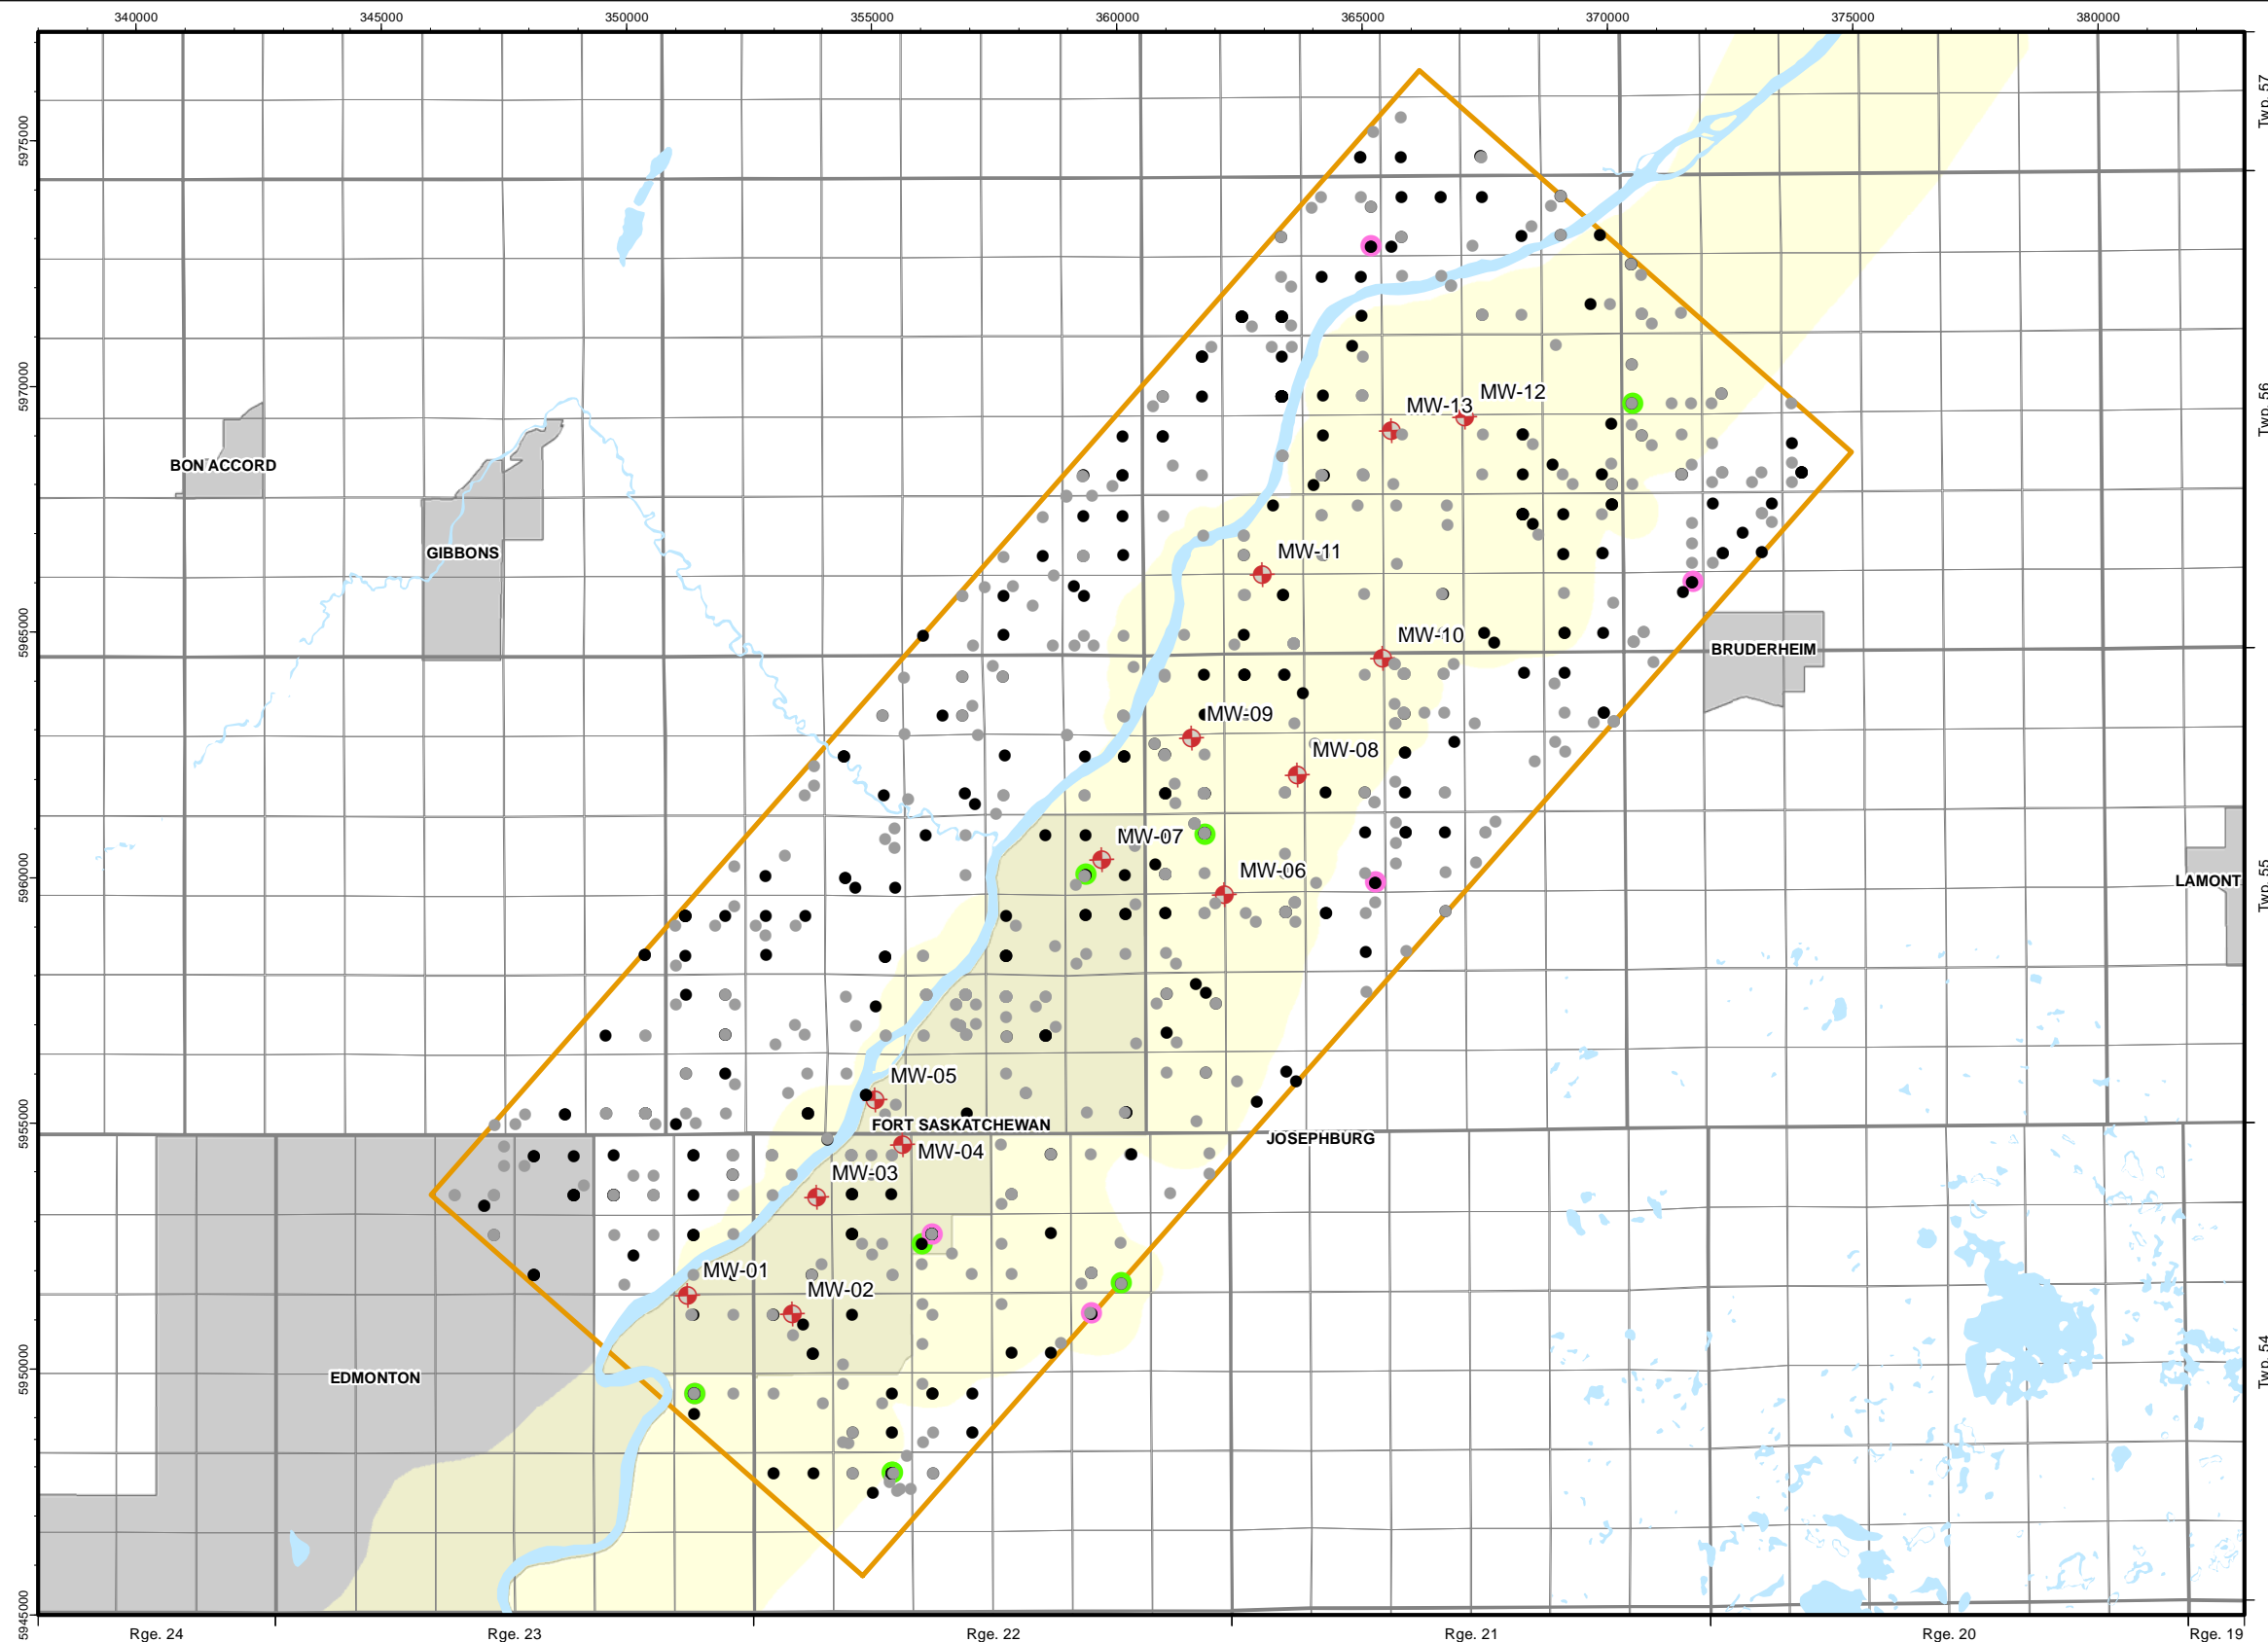 340000 345000 350000 355000 360000 365000 370000 375000 380000
Twp. 57
5975000
MW-12
5970000
MW-13
Twp. 56
BON ACCORD
GIBBONS
MW-11
5965000
MW-10
BRUDERHEIM
MW-09
MW-08
MW-07
5960000
MW-06
LAMONT
Twp. 55
MW-05
5955000
FORT SASKATCHEWAN
JOSEPHBURG
MW-04
MW-03
MW-01
MW-02
5950000
EDMONTON
Twp. 54
5945000
Rge. 24 Rge. 23 Rge. 22 Rge. 21 Rge. 20 Rge. 19